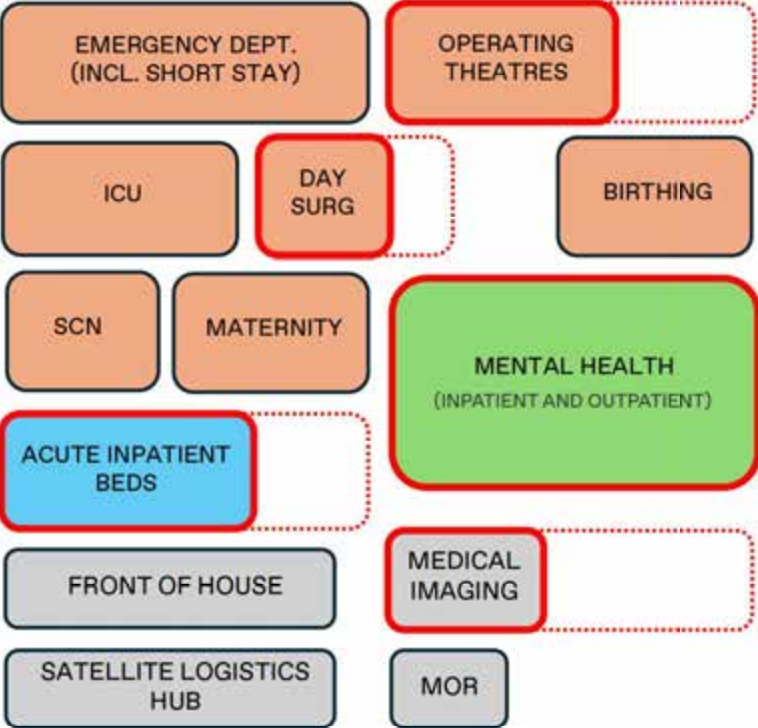 EMERGENCY DEPT.
(INCL. SHORT STAY)
OPERATING
THEATRES
ICU
DAY
SURG
BIRTHING
SCN
MATERNITY
MENTAL HEALTH
(INPATIENT AND OUTPATIENT)
ACUTE INPATIENT
BEDS
FRONT OF HOUSE
MEDICAL
IMAGING
SATELLITE LOGISTICS
HUB
MOR